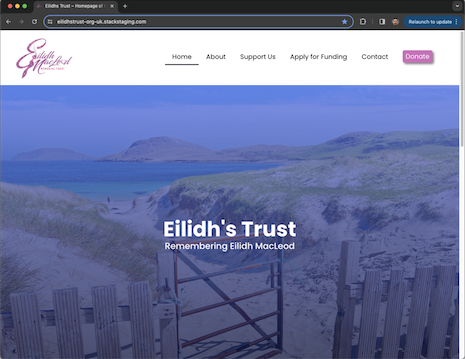 Eilidhs Trust – Homepage of
eilidhstrust-org-uk.stackstaging.com
Relaunch to update
Eilidh
MacLeod
Home
About
Support Us
Apply for Funding
Contact
Donate
Eilidh's Trust
Remembering Eilidh MacLeod